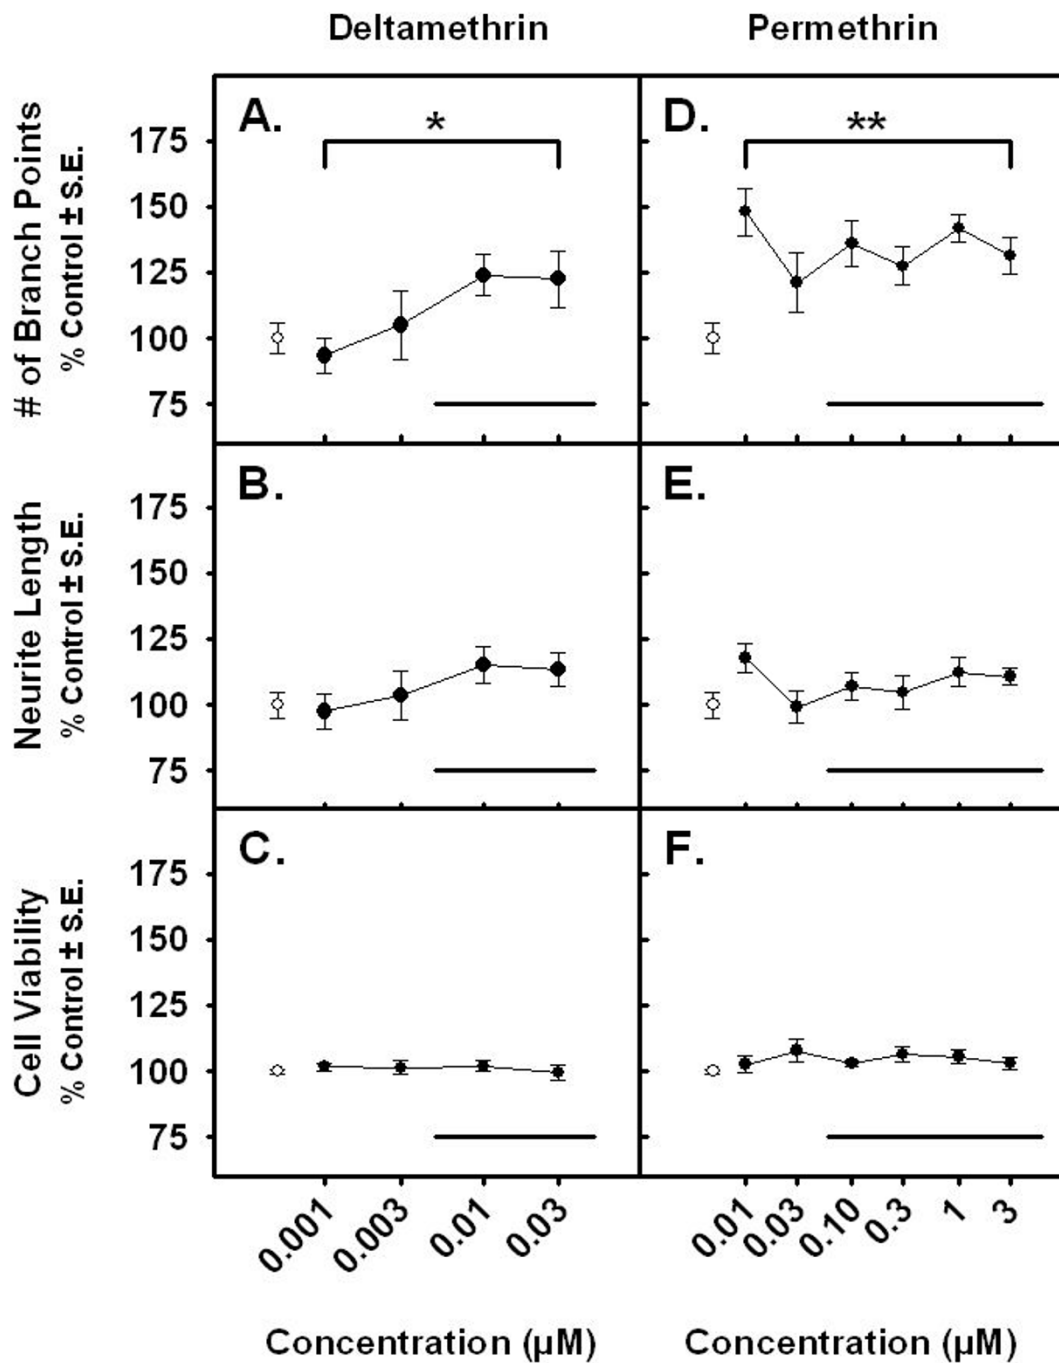 Deltamethrin
Permethrin
# of Branch Points
% Control ± S.E.
A.
*
D.
**
175
150
125
100
75
Neurite Length
% Control ± S.E.
B.
E.
175
150
125
100
75
Cell Viability
% Control ± S.E.
C.
F.
175
150
125
100
75
0.001
0.003
0.01
0.03
0.01
0.03
0.10
0.3
1
3
Concentration (µM)
Concentration (µM)